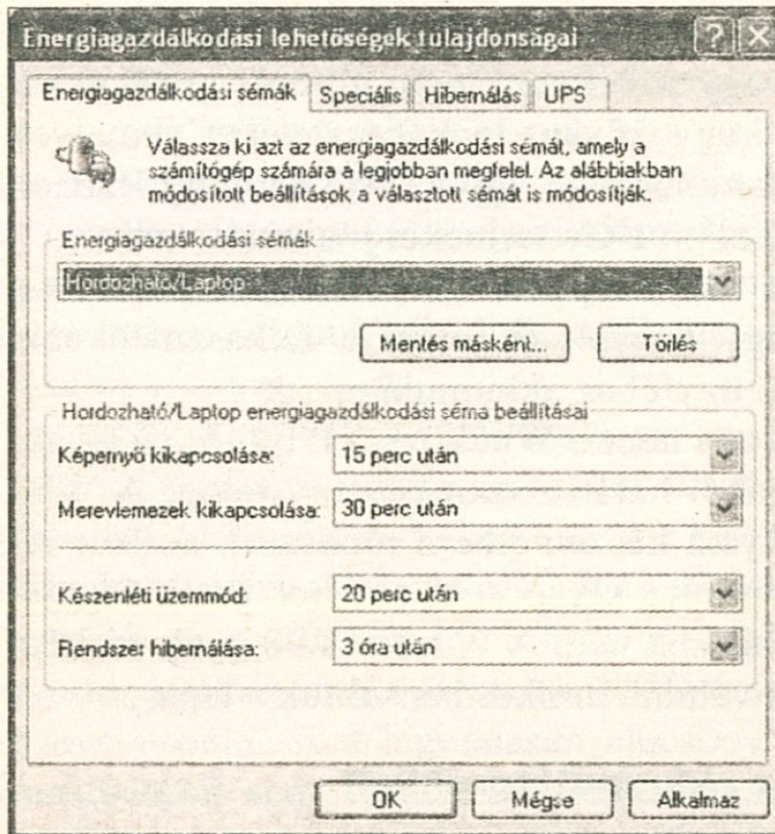 Energiagazdálkodási lehetőségek tulajdonságai
Energiagazdálkodási sémák Speciális Hibernálás UPS
Válassza ki azt az energiagazdálkodási sémát, amely a
számítógép számára a legjobban megfelel. Az alábbiakban
módosított beállítások a választott sémát is módosítják.
Energiagazdálkodási sémák
Hordozható/Laptop
Mentés másként... Törlés
Hordozható/Laptop energiagazdálkodási séma beállításai
Képernyő kikapcsolása: 15 perc után
Merevlemezek kikapcsolása: 30 perc után
Készenléti üzemmód: 20 perc után
Rendszer hibernálása: 3 óra után
OK Mégse Alkalmaz